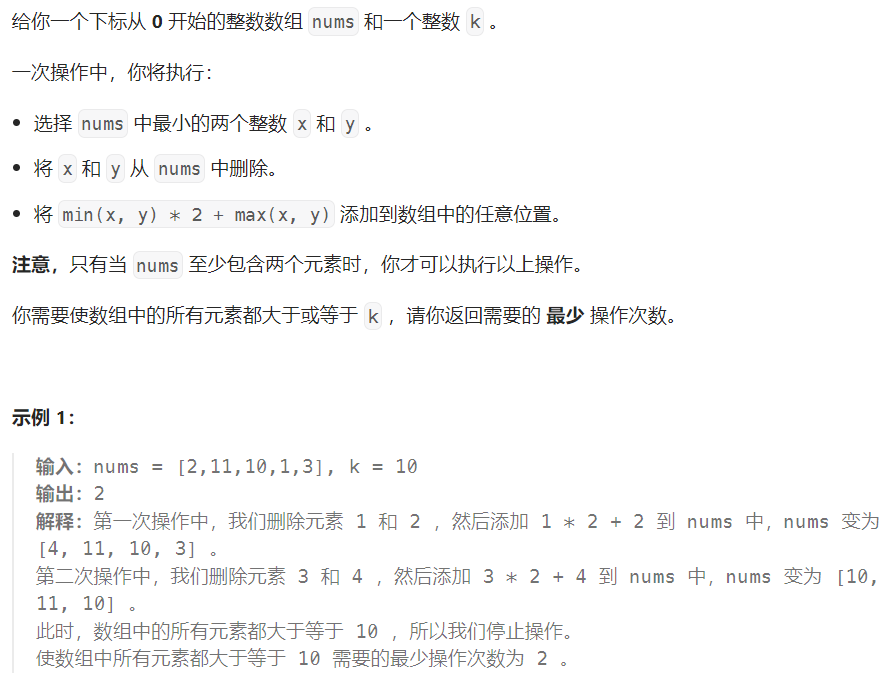 给你一个下标从 0 开始的整数数组 nums 和一个整数 k 。
一次操作中，你将执行：
• 选择 nums 中最小的两个整数 x 和 y 。
• 将 x 和 y 从 nums 中删除。
• 将 min(x, y) * 2 + max(x, y) 添加到数组中的任意位置。
注意，只有当 nums 至少包含两个元素时，你才可以执行以上操作。
你需要使数组中的所有元素都大于或等于 k ，请你返回需要的 最少 操作次数。
示例 1：
输入：nums = [2,11,10,1,3], k = 10
输出：2
解释：第一次操作中，我们删除元素 1 和 2 ，然后添加 1 * 2 + 2 到 nums 中，nums 变为
[4, 11, 10, 3] 。
第二次操作中，我们删除元素 3 和 4 ，然后添加 3 * 2 + 4 到 nums 中，nums 变为 [10,
11, 10] 。
此时，数组中的所有元素都大于等于 10 ，所以我们停止操作。
使数组中所有元素都大于等于 10 需要的最少操作次数为 2 。